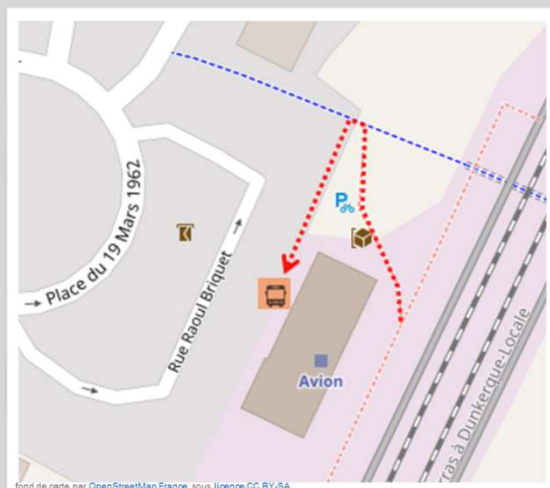 Place du 19 Mars 1962
Rue Raoul Briquet
P
Avion
ras à Dunkerque-Locale
fond de carte par OpenStreetMap France, sous licence CC BY-SA